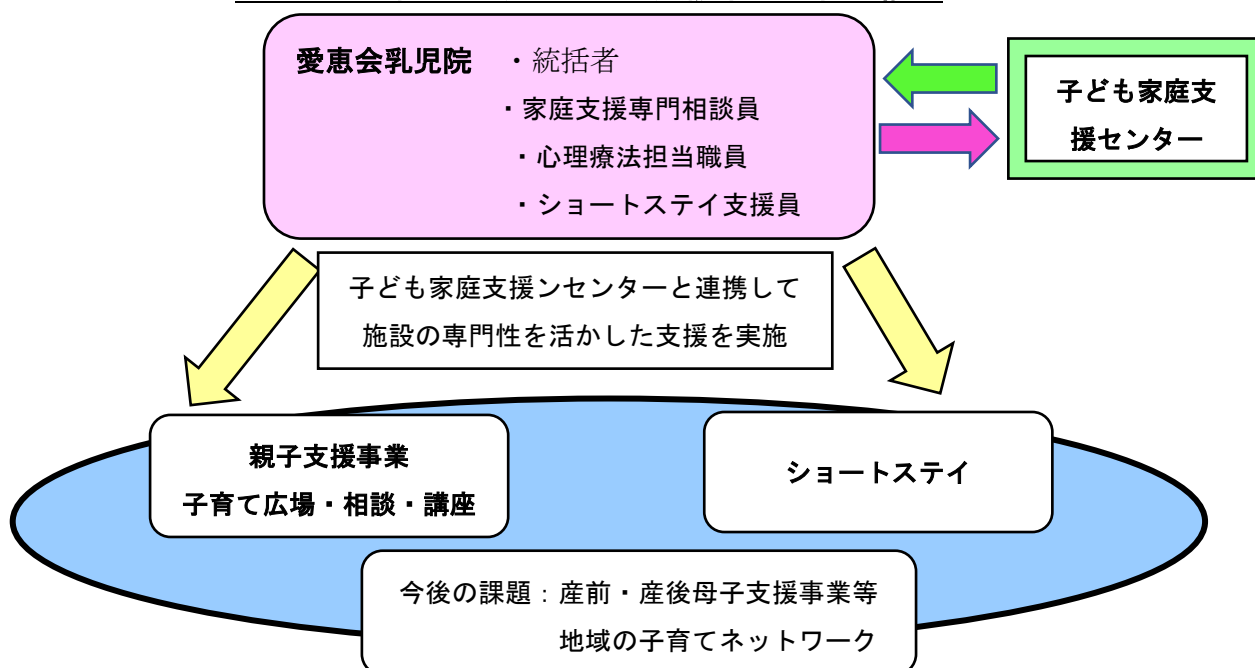 愛恵会乳児院 ・統括者
・家庭支援専門相談員
・心理療法担当職員
・ショートステイ支援員
子ども家庭支
援センター
子ども家庭支援ンセンターと連携して
施設の専門性を活かした支援を実施
親子支援事業
子育て広場・相談・講座
ショートステイ
今後の課題：産前・産後母子支援事業等
地域の子育てネットワーク